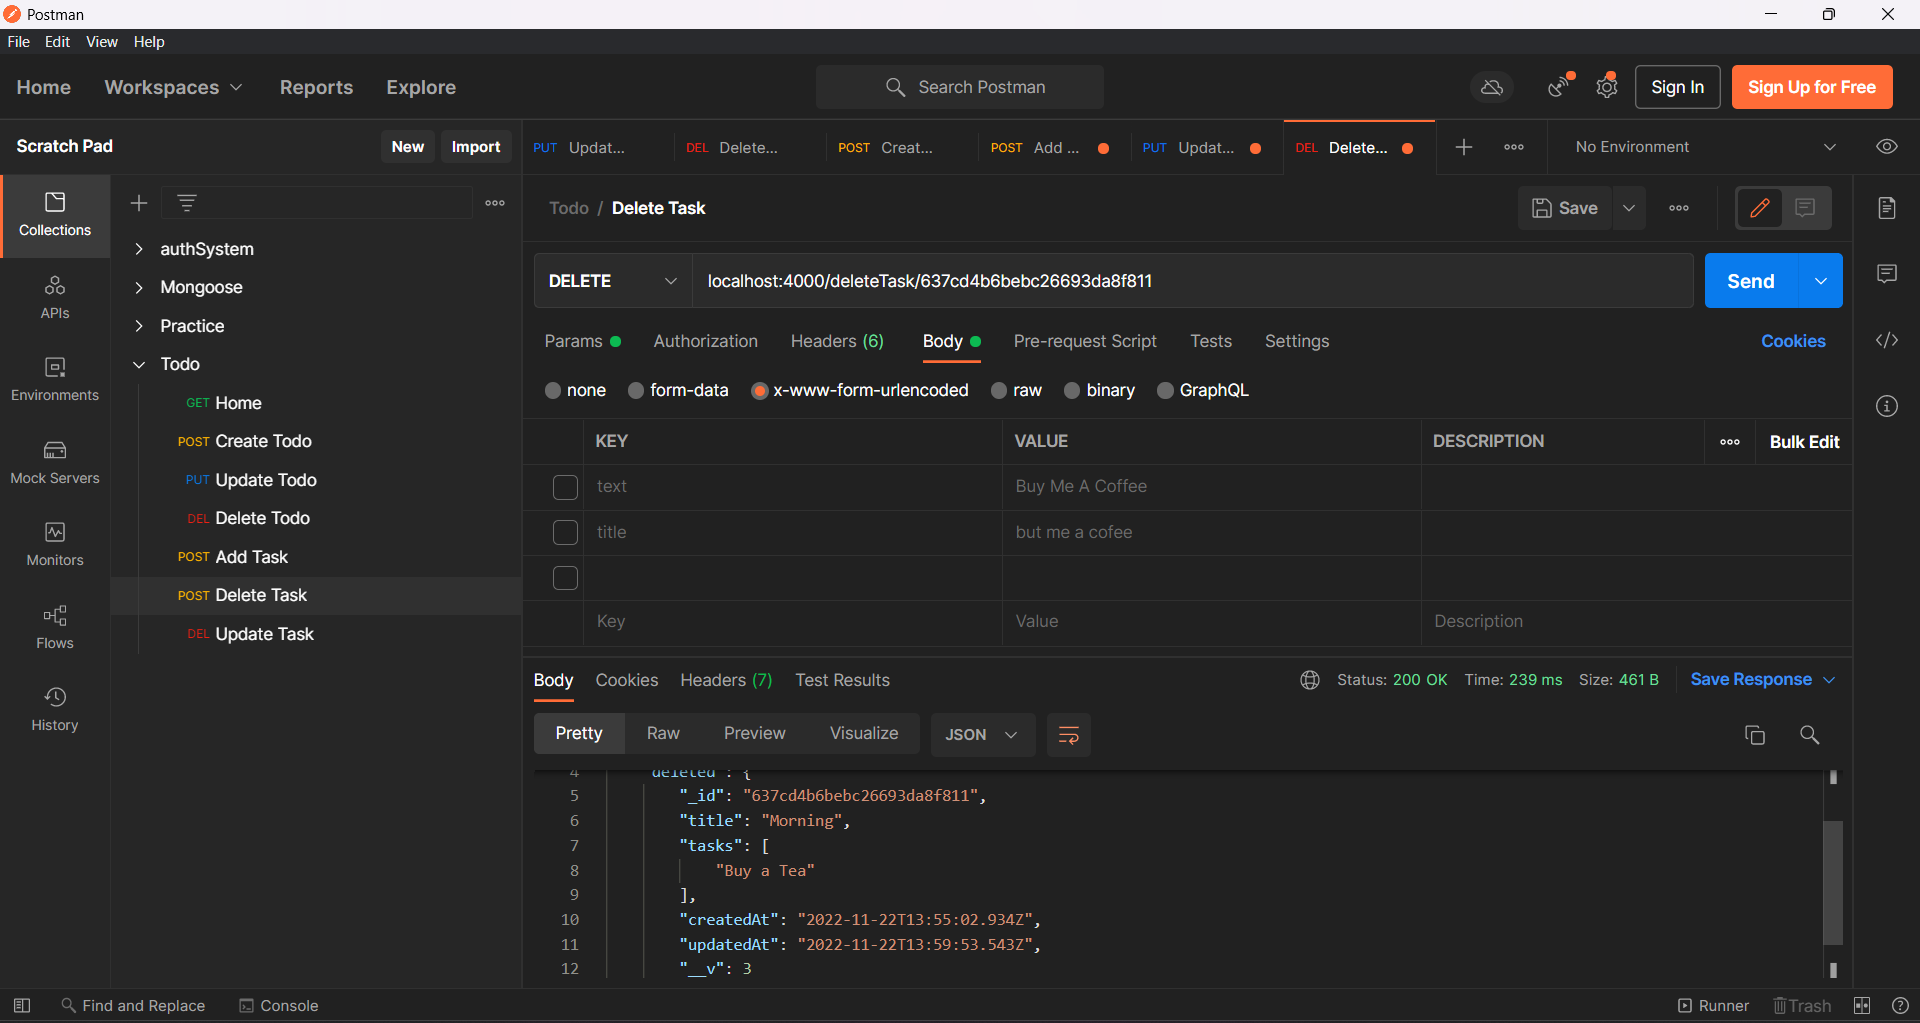 Postman
File Edit View Help
Home Workspaces Reports Explore Search Postman Sign In Sign Up for Free
Scratch Pad New Import PUT Updat... DEL Delete... POST Creat... POST Add ... PUT Updat... DEL Delete... No Environment
Collections
APIs
Environments
Mock Servers
Monitors
Flows
History
authSystem
Mongoose
Practice
Todo
GET Home
POST Create Todo
PUT Update Todo
DEL Delete Todo
POST Add Task
POST Delete Task
DEL Update Task
Todo / Delete Task Save
DELETE localhost:4000/deleteTask/637cd4b6bebc26693da8f811 Send
Params Authorization Headers (6) Body Pre-request Script Tests Settings Cookies
none form-data x-www-form-urlencoded raw binary GraphQL
KEY VALUE DESCRIPTION Bulk Edit
text Buy Me A Coffee
title but me a cofee
Key Value Description
Body Cookies Headers (7) Test Results Status: 200 OK Time: 239 ms Size: 461 B Save Response
Pretty Raw Preview Visualize JSON
4 "deleted": {
5 "_id": "637cd4b6bebc26693da8f811",
6 "title": "Morning",
7 "tasks": [
8 "Buy a Tea"
9 ],
10 "createdAt": "2022-11-22T13:55:02.934Z",
11 "updatedAt": "2022-11-22T13:59:53.543Z",
12 "__v": 3
Find and Replace Console Runner Trash